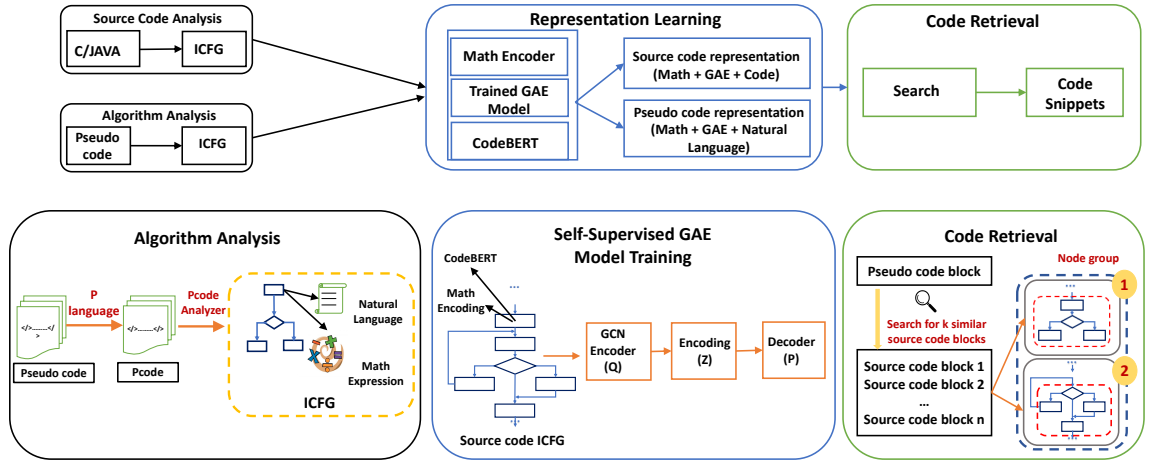 Source Code Analysis
C/JAVA
ICFG
Algorithm Analysis
Pseudo
code
ICFG
Representation Learning
Math Encoder
Trained GAE
Model
CodeBERT
Source code representation
(Math + GAE + Code)
Pseudo code representation
(Math + GAE + Natural
Language)
Code Retrieval
Search
Code
Snippets
Algorithm Analysis
P
language
Pcode
Analyzer
</>........</
>
</>......</>
Pseudo code
Pcode
Natural
Language
Math
Expression
ICFG
Self-Supervised GAE
Model Training
CodeBERT
Math
Encoding
...
GCN
Encoder
(Q)
Encoding
(Z)
Decoder
(P)
...
Source code ICFG
Code Retrieval
Pseudo code block
Node group
Search for k similar
source code blocks
Source code block 1
Source code block 2
...
Source code block n
1
...
2
...
...